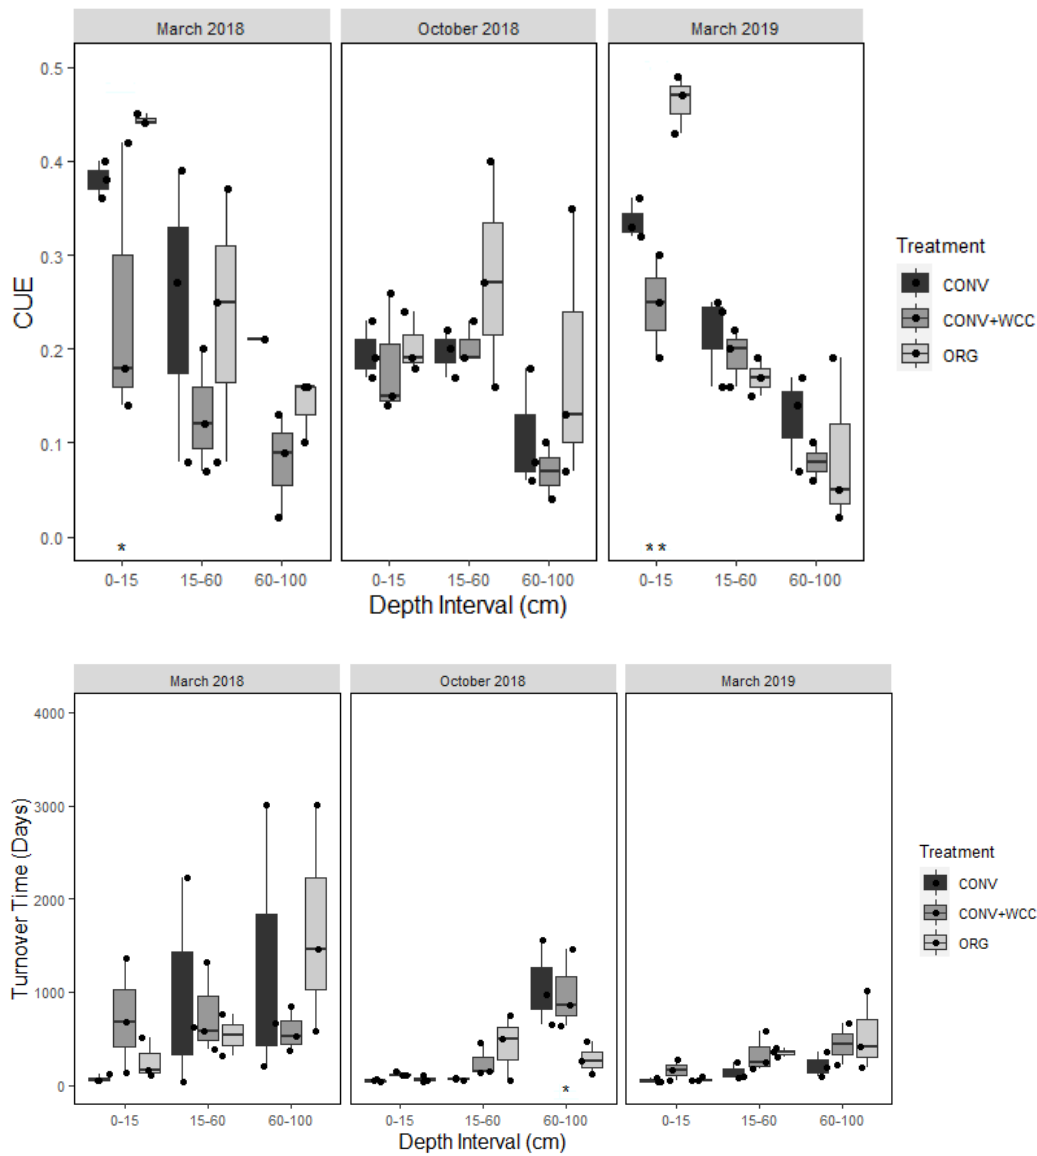 March 2018 October 2018 March 2019
0.5
0.4
0.3
0.2
0.1
0.0
CUE
* * *
0-15 15-60 60-100 0-15 15-60 60-100 0-15 15-60 60-100
Depth Interval (cm)
Treatment
CONV
CONV+WCC
ORG
March 2018 October 2018 March 2019
4000
3000
2000
1000
0
Turnover Time (Days)
*
0-15 15-60 60-100 0-15 15-60 60-100 0-15 15-60 60-100
Depth Interval (cm)
Treatment
CONV
CONV+WCC
ORG